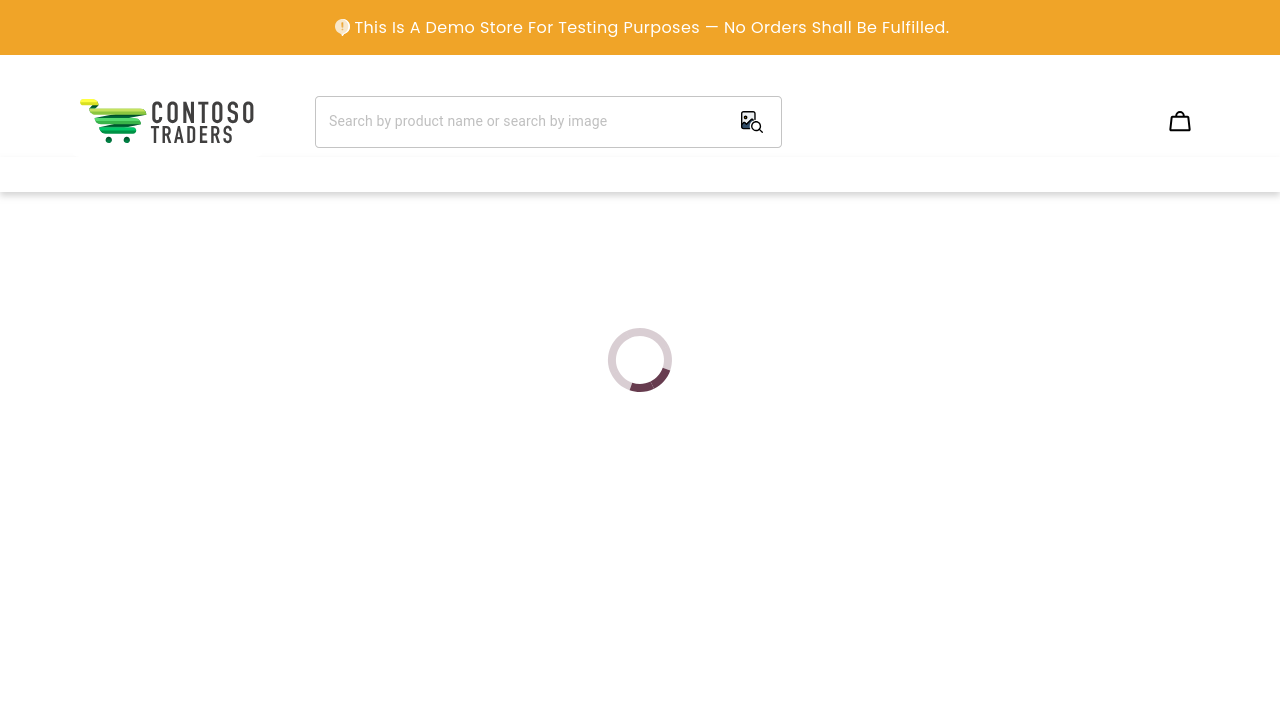 This Is A Demo Store For Testing Purposes — No Orders Shall Be Fulfilled.
CONTOSO
TRADERS
Search by product name or search by image